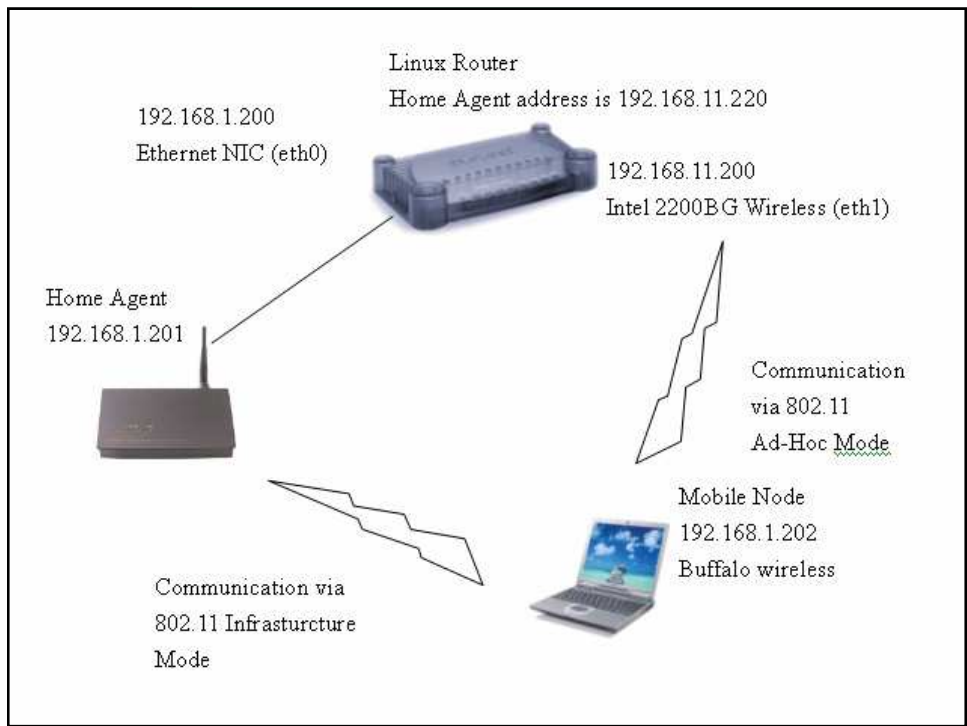 Linux Router
Home Agent address is 192.168.11.220
192.168.1.200
Ethernet NIC (eth0)
192.168.11.200
Intel 2200BG Wireless (eth1)
Home Agent
192.168.1.201
Communication
via 802.11
Ad-Hoc Mode
Mobile Node
192.168.1.202
Buffalo wireless
Communication via
802.11 Infrasturcture
Mode